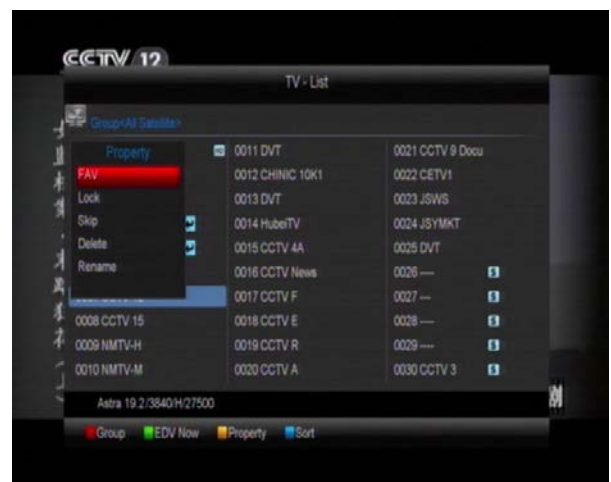 CCTV 12
TV - List
Group<All Satellite>
Property
FAV
Lock
Skip
Delete
Rename
0008 CCTV 15
0009 NMTV-H
0010 NMTV-M
HD
0011 DVT
0012 CHINIC 10K1
0013 DVT
0014 HubeiTV
0015 CCTV 4A
0016 CCTV News
0017 CCTV F
0018 CCTV E
0019 CCTV R
0020 CCTV A
0021 CCTV 9 Docu
0022 CETV1
0023 JSWS
0024 JSYMKT
0025 DVT
0026 ---- $
0027 --- $
0028 ---- $
0029 ---- $
0030 CCTV 3 $
Astra 19.2/3840/H/27500
Group EDV Now Property Sort